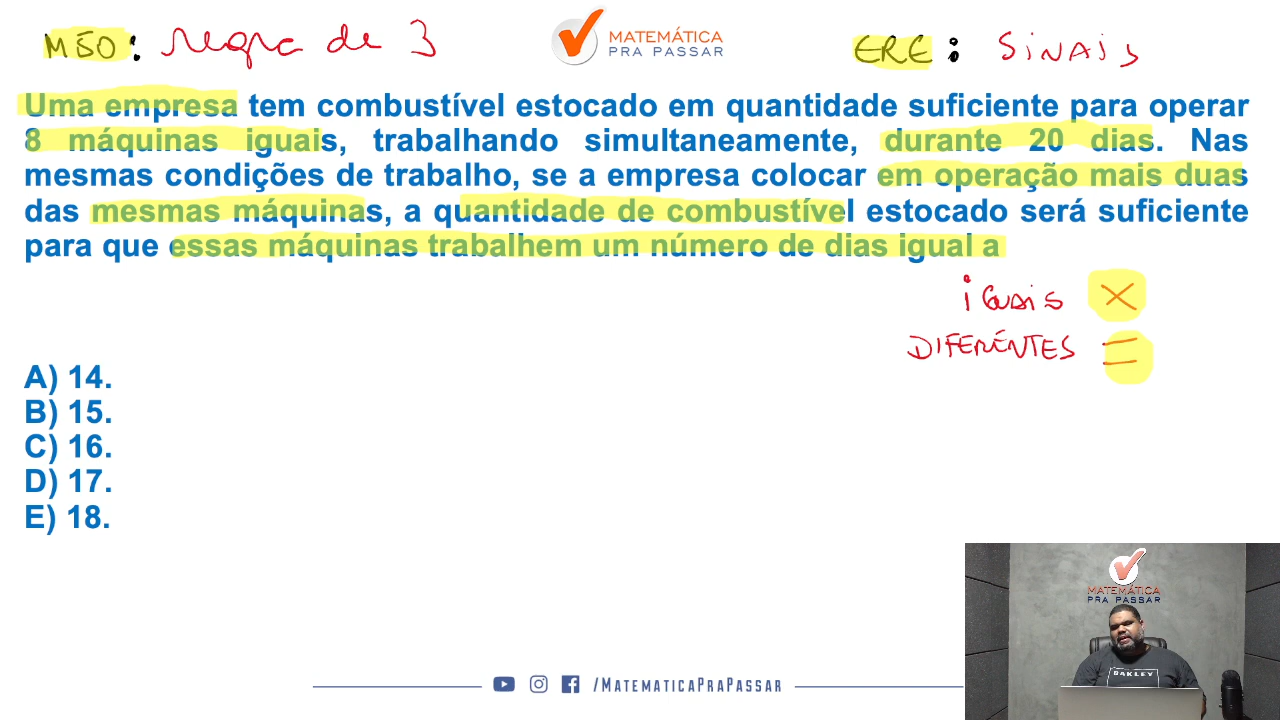 MÉO: regra de 3
MATEMÁTICA
PRA PASSAR
ERE: SiNAiS
Uma empresa tem combustível estocado em quantidade suficiente para operar
8 máquinas iguais, trabalhando simultaneamente, durante 20 dias. Nas
mesmas condições de trabalho, se a empresa colocar em operação mais duas
das mesmas máquinas, a quantidade de combustível estocado será suficiente
para que essas máquinas trabalhem um número de dias igual a
iGuAiS X
DIFERENTES =
A) 14.
B) 15.
C) 16.
D) 17.
E) 18.
MATEMÁTICA
PRA PASSAR
OAKLEY
/MATEMATICAPRAPASSAR